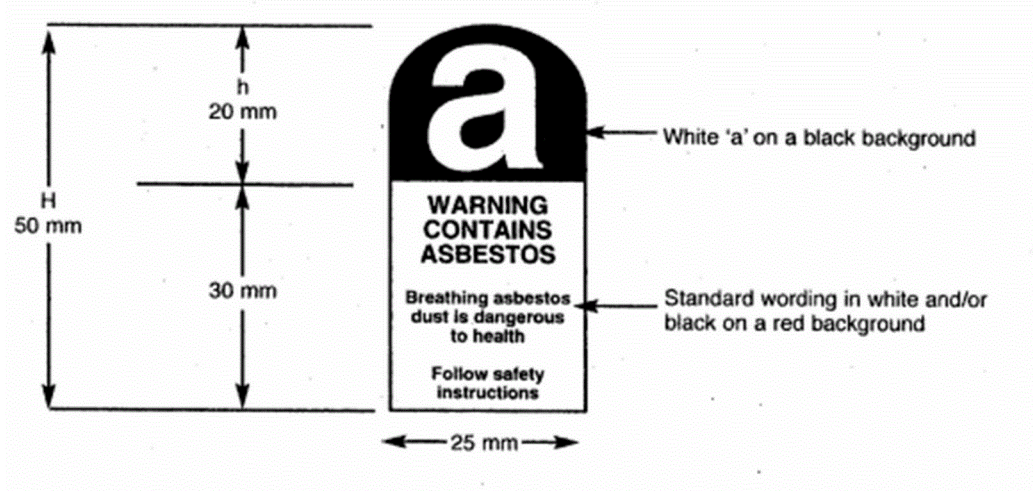 H
50 mm
h
20 mm
30 mm
a
WARNING
CONTAINS
ASBESTOS
Breathing asbestos
dust is dangerous
to health
Follow safety
instructions
25 mm
White ‘a’ on a black background
Standard wording in white and/or
black on a red background